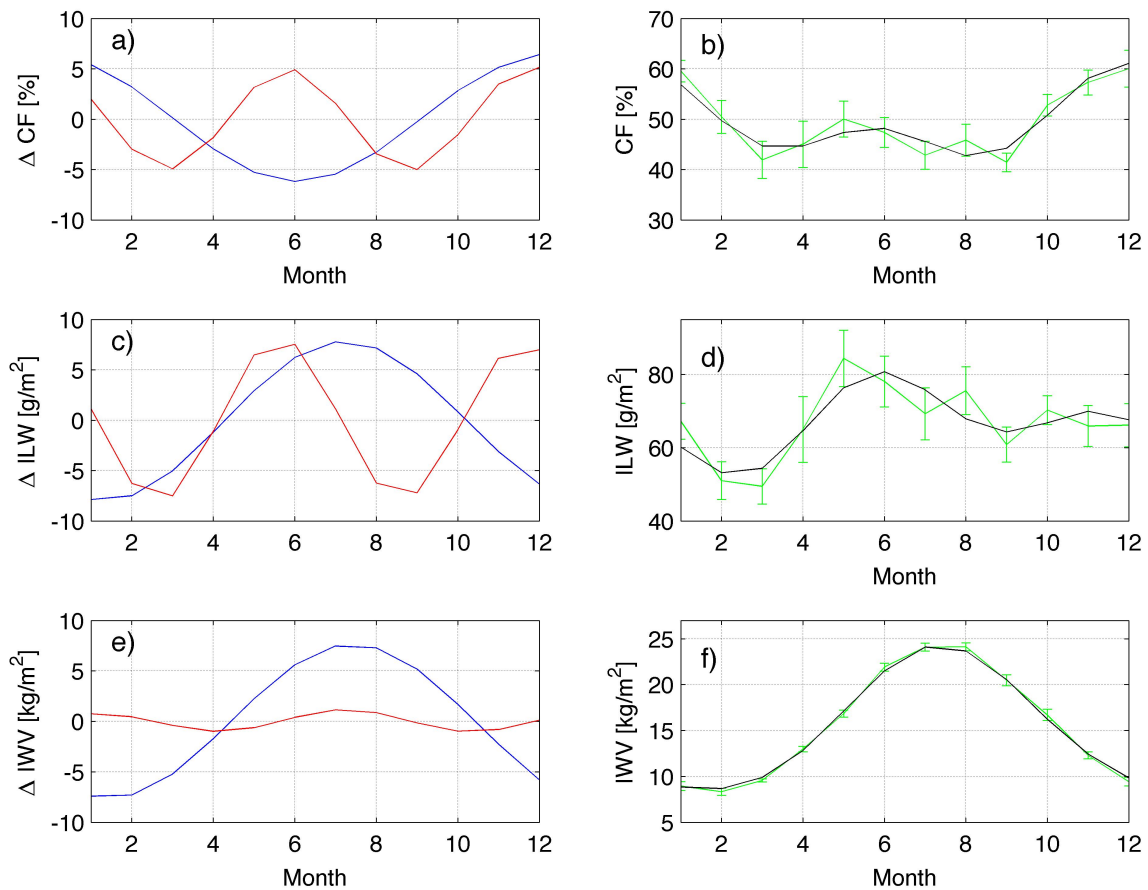 a)
Δ CF [%]
10
5
0
-5
-10
2 4 6 8 10 12
Month
b)
CF [%]
70
60
50
40
30
2 4 6 8 10 12
Month
c)
Δ ILW [g/m²]
10
5
0
-5
-10
2 4 6 8 10 12
Month
d)
ILW [g/m²]
80
60
40
2 4 6 8 10 12
Month
e)
Δ IWV [kg/m²]
10
5
0
-5
-10
2 4 6 8 10 12
Month
f)
IWV [kg/m²]
25
20
15
10
5
2 4 6 8 10 12
Month